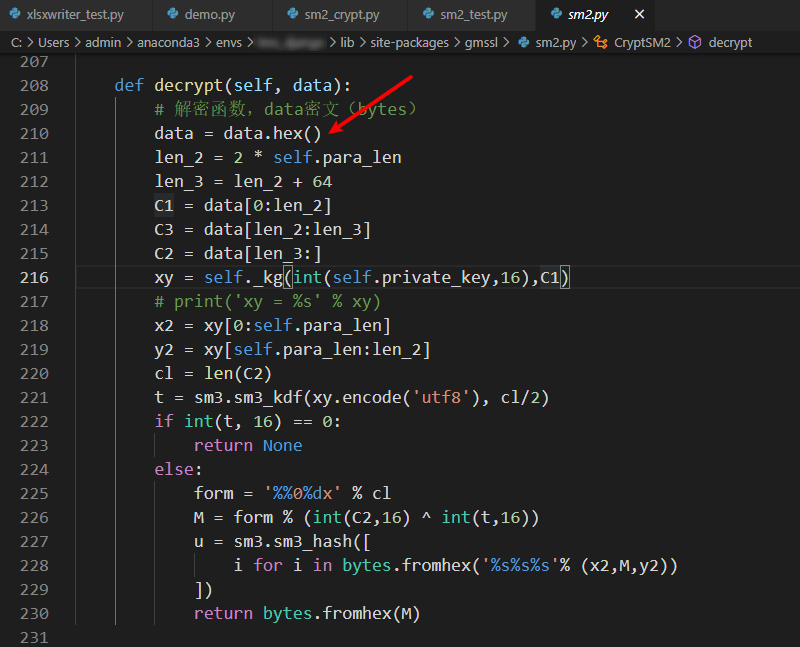 xlsxwriter_test.py demo.py sm2_crypt.py sm2_test.py sm2.py ×
C: > Users > admin > anaconda3 > envs > > lib > site-packages > gmssl > sm2.py > CryptSM2 > decrypt
207
208 def decrypt(self, data):
209 # 解密函数，data密文（bytes）
210 data = data.hex()
211 len_2 = 2 * self.para_len
212 len_3 = len_2 + 64
213 C1 = data[0:len_2]
214 C3 = data[len_2:len_3]
215 C2 = data[len_3:]
216 xy = self._kg(int(self.private_key,16),C1)
217 # print('xy = %s' % xy)
218 x2 = xy[0:self.para_len]
219 y2 = xy[self.para_len:len_2]
220 cl = len(C2)
221 t = sm3.sm3_kdf(xy.encode('utf8'), cl/2)
222 if int(t, 16) == 0:
223 return None
224 else:
225 form = '%%0%dx' % cl
226 M = form % (int(C2,16) ^ int(t,16))
227 u = sm3.sm3_hash([
228 i for i in bytes.fromhex('%s%s%s'% (x2,M,y2))
229 ])
230 return bytes.fromhex(M)
231